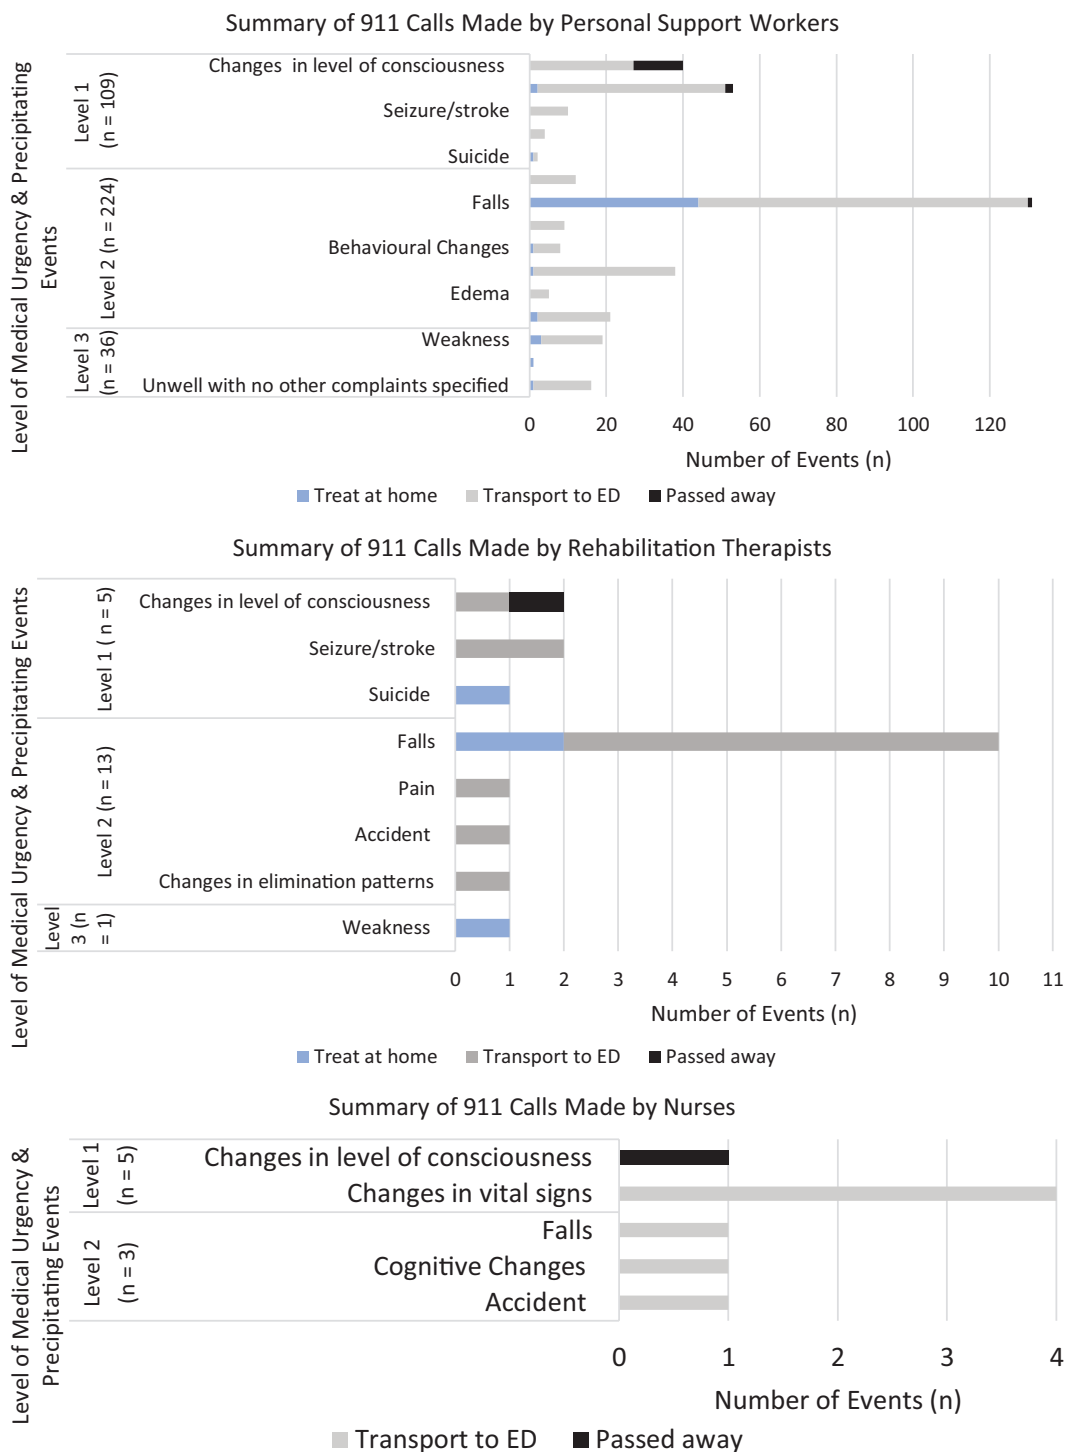 Summary of 911 Calls Made by Personal Support Workers
Level of Medical Urgency & Precipitating
Events
Level 1
(n = 109)
Changes in level of consciousness
Seizure/stroke
Suicide
Level 2 (n = 224)
Falls
Behavioural Changes
Edema
Level 3
(n = 36)
Weakness
Unwell with no other complaints specified
0 20 40 60 80 100 120
Number of Events (n)
Treat at home Transport to ED Passed away
Summary of 911 Calls Made by Rehabilitation Therapists
Level of Medical Urgency & Precipitating Events
Level 1 ( n = 5)
Changes in level of consciousness
Seizure/stroke
Suicide
Level 2 (n = 13)
Falls
Pain
Accident
Changes in elimination patterns
Level
3 (n
= 1)
Weakness
0 1 2 3 4 5 6 7 8 9 10 11
Number of Events (n)
Treat at home Transport to ED Passed away
Summary of 911 Calls Made by Nurses
Level of Medical Urgency &
Precipitating Events
Level 1
(n = 5)
Changes in level of consciousness
Changes in vital signs
Level 2
(n = 3)
Falls
Cognitive Changes
Accident
0 1 2 3 4
Number of Events (n)
Transport to ED Passed away